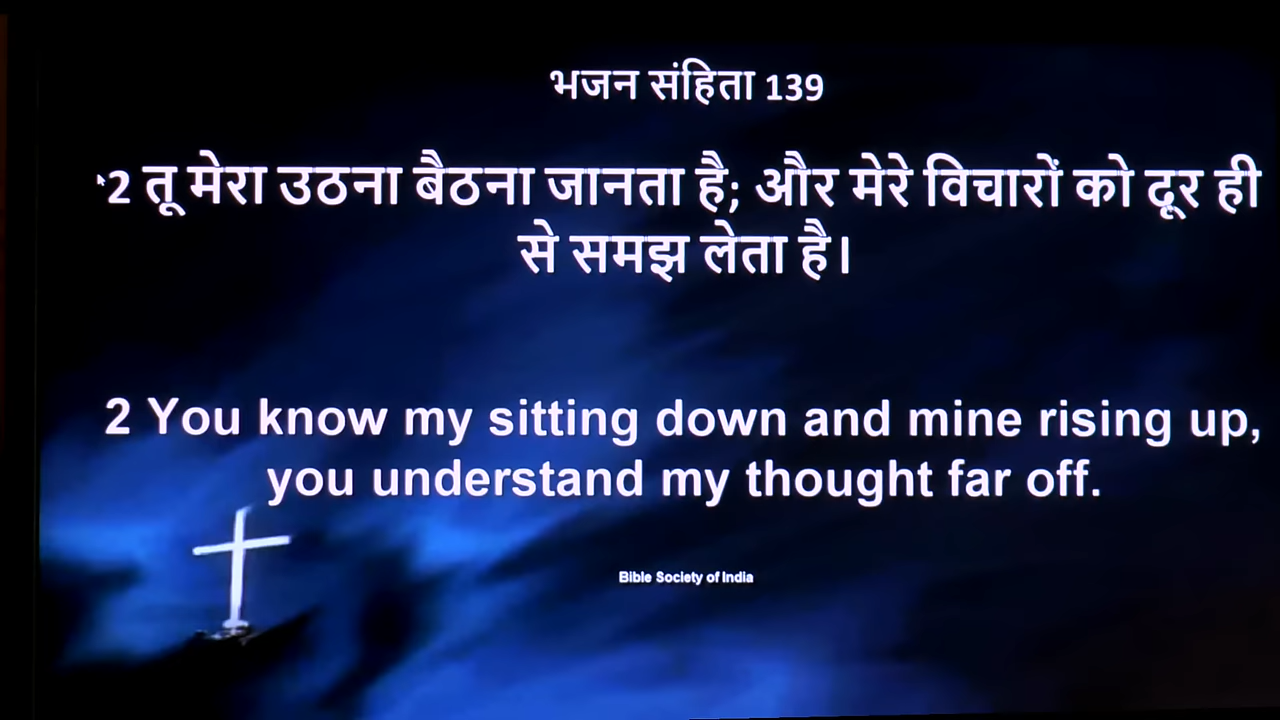 भजन संहिता 139
2 तू मेरा उठना बैठना जानता है; और मेरे विचारों को दूर ही
से समझ लेता है।
2 You know my sitting down and mine rising up,
you understand my thought far off.
Bible Society of India